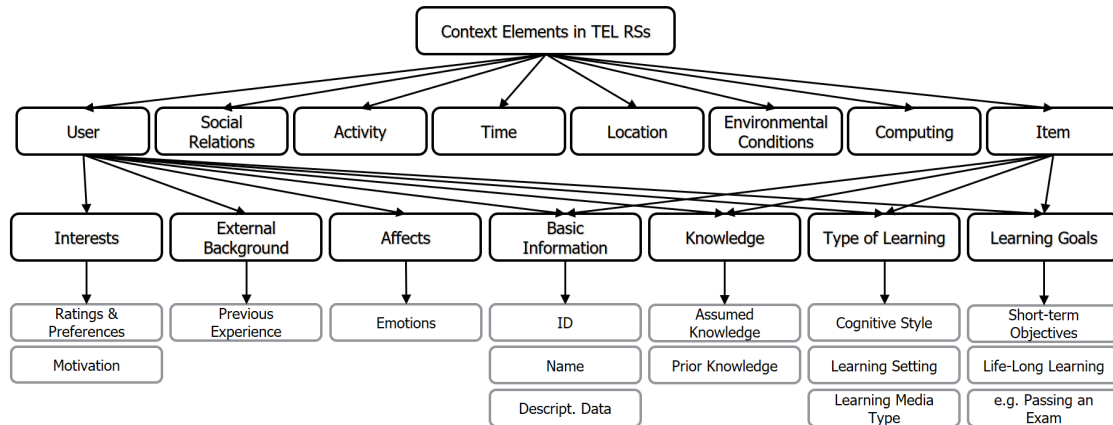 Context Elements in TEL RSs
User
Social
Relations
Activity
Time
Location
Environmental
Conditions
Computing
Item
Interests
External
Background
Affects
Basic
Information
Knowledge
Type of Learning
Learning Goals
Ratings &
Preferences
Previous
Experience
Emotions
ID
Assumed
Knowledge
Cognitive Style
Short-term
Objectives
Motivation
Name
Prior Knowledge
Learning Setting
Life-Long Learning
Descript. Data
Learning Media
Type
e.g. Passing an
Exam